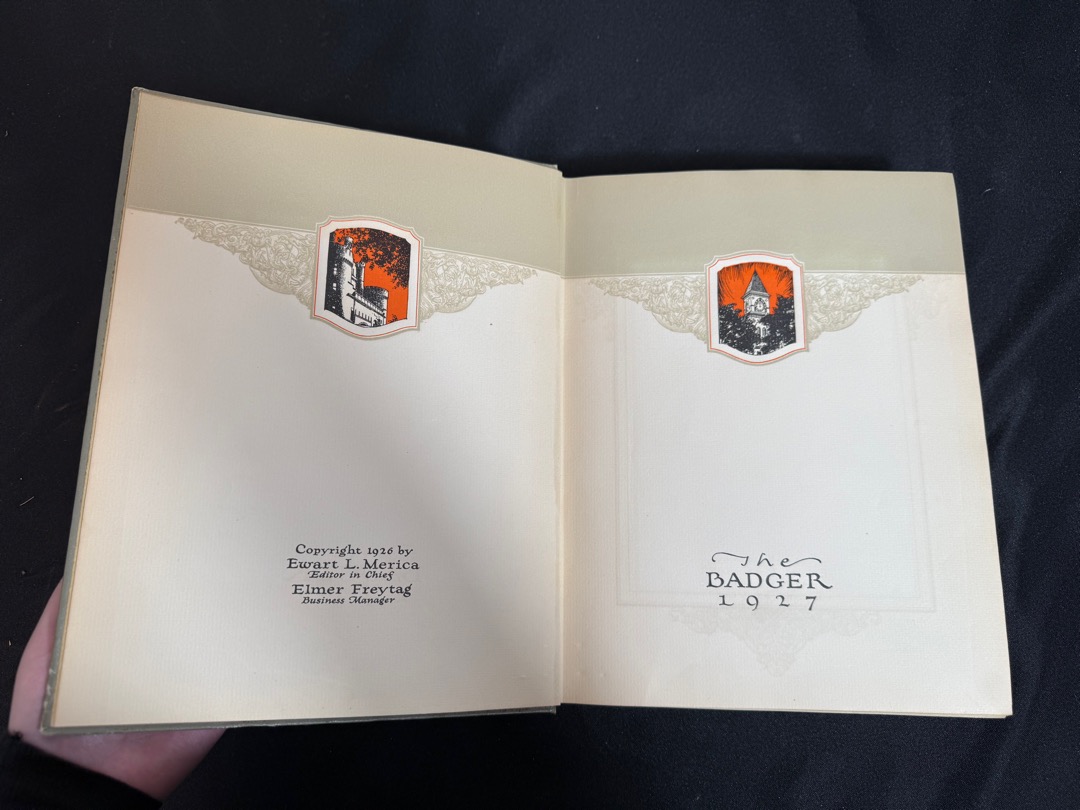 Copyright 1926 by
Ewart L. Merica
Editor in Chief
Elmer Freytag
Business Manager
The
BADGER
1927